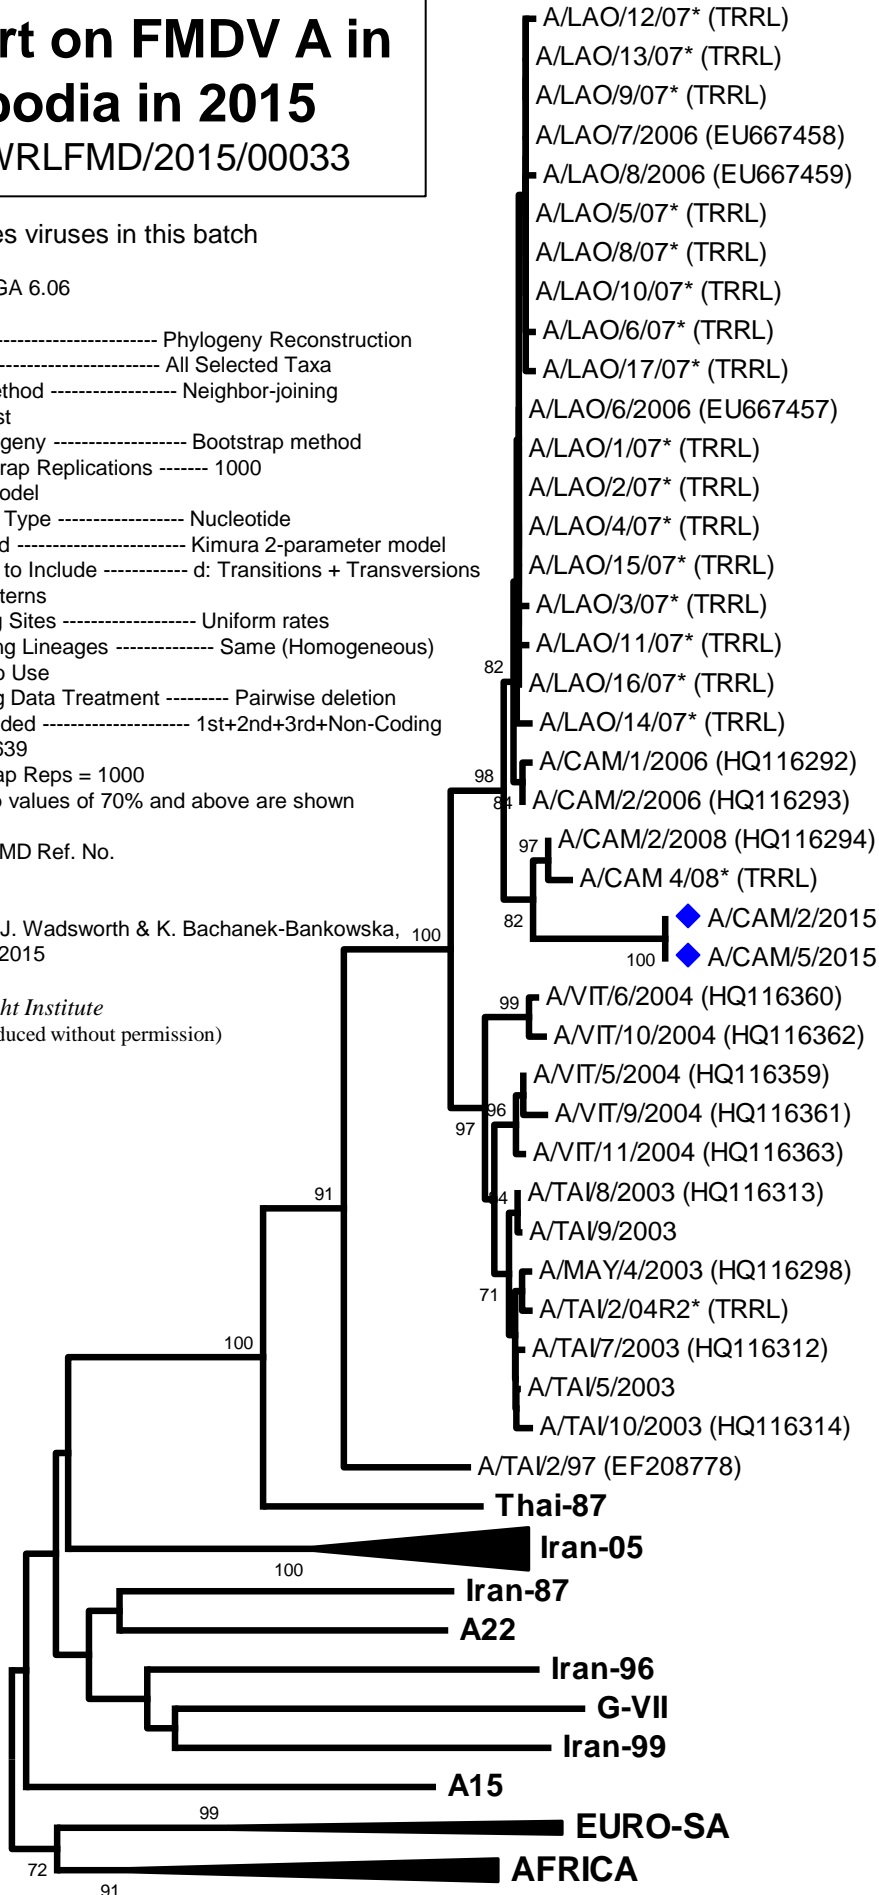 rt on FMDV A in
bodia in 2015
WRLFMD/2015/00033
es viruses in this batch
GA 6.06
----------------------- Phylogeny Reconstruction
----------------------- All Selected Taxa
ethod ------------------ Neighbor-joining
st
ogeny ------------------- Bootstrap method
rap Replications ------- 1000
odel
Type ------------------ Nucleotide
d ------------------------ Kimura 2-parameter model
to Include ------------ d: Transitions + Transversions
terns
g Sites ------------------- Uniform rates
ng Lineages -------------- Same (Homogeneous)
o Use
g Data Treatment --------- Pairwise deletion
ded --------------------- 1st+2nd+3rd+Non-Coding
639
ap Reps = 1000
p values of 70% and above are shown
MD Ref. No.
J. Wadsworth & K. Bachanek-Bankowska,
2015
ht Institute
duced without permission)
A/LAO/12/07* (TRRL)
A/LAO/13/07* (TRRL)
A/LAO/9/07* (TRRL)
A/LAO/7/2006 (EU667458)
A/LAO/8/2006 (EU667459)
A/LAO/5/07* (TRRL)
A/LAO/8/07* (TRRL)
A/LAO/10/07* (TRRL)
A/LAO/6/07* (TRRL)
A/LAO/17/07* (TRRL)
A/LAO/6/2006 (EU667457)
A/LAO/1/07* (TRRL)
A/LAO/2/07* (TRRL)
A/LAO/4/07* (TRRL)
A/LAO/15/07* (TRRL)
A/LAO/3/07* (TRRL)
A/LAO/11/07* (TRRL)
82
A/LAO/16/07* (TRRL)
A/LAO/14/07* (TRRL)
A/CAM/1/2006 (HQ116292)
98
84
A/CAM/2/2006 (HQ116293)
97
A/CAM/2/2008 (HQ116294)
A/CAM 4/08* (TRRL)
82
A/CAM/2/2015
100
100
A/CAM/5/2015
99
A/VIT/6/2004 (HQ116360)
A/VIT/10/2004 (HQ116362)
A/VIT/5/2004 (HQ116359)
96
A/VIT/9/2004 (HQ116361)
97
A/VIT/11/2004 (HQ116363)
91
A/TAI/8/2003 (HQ116313)
A/TAI/9/2003
A/MAY/4/2003 (HQ116298)
71
A/TAI/2/04R2* (TRRL)
100
A/TAI/7/2003 (HQ116312)
A/TAI/5/2003
A/TAI/10/2003 (HQ116314)
A/TAI/2/97 (EF208778)
Thai-87
Iran-05
100
Iran-87
A22
Iran-96
G-VII
Iran-99
A15
99
EURO-SA
72
AFRICA
91